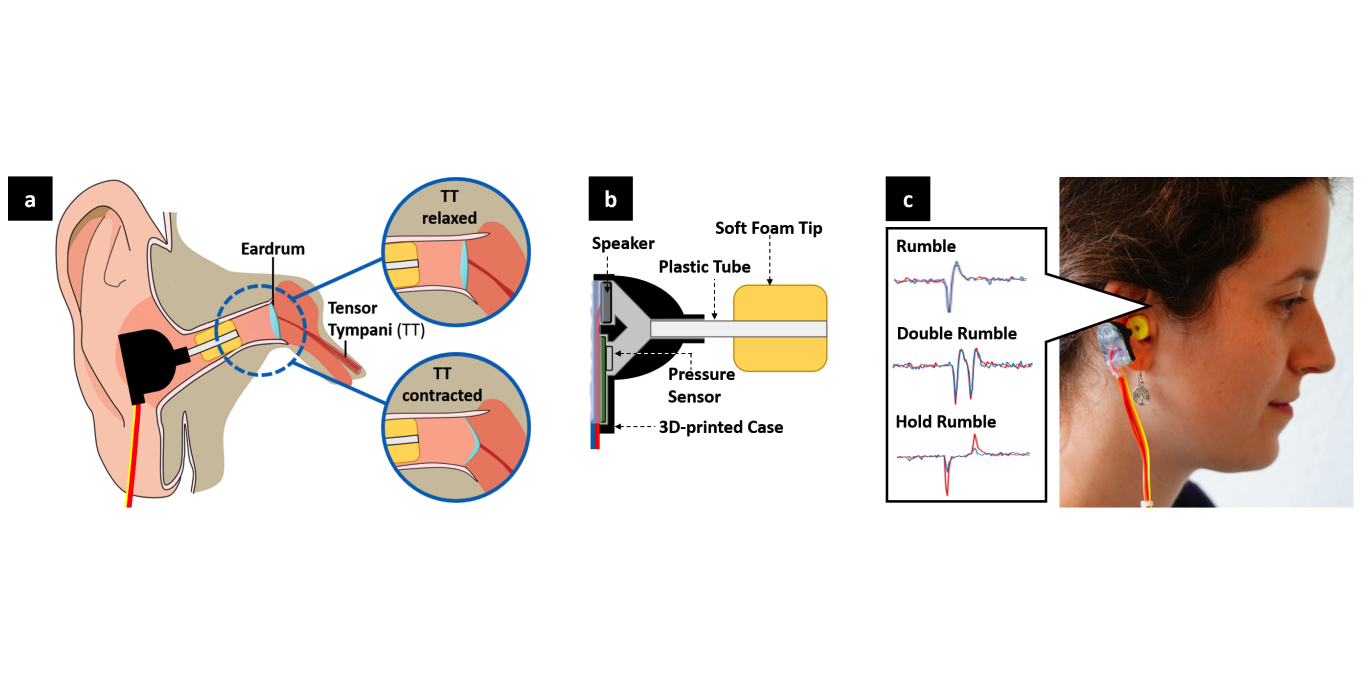 a
TT
relaxed
Eardrum
Tensor
Tympani (TT)
TT
contracted
b
Speaker
Soft Foam Tip
Plastic Tube
Pressure
Sensor
3D-printed Case
c
Rumble
Double Rumble
Hold Rumble